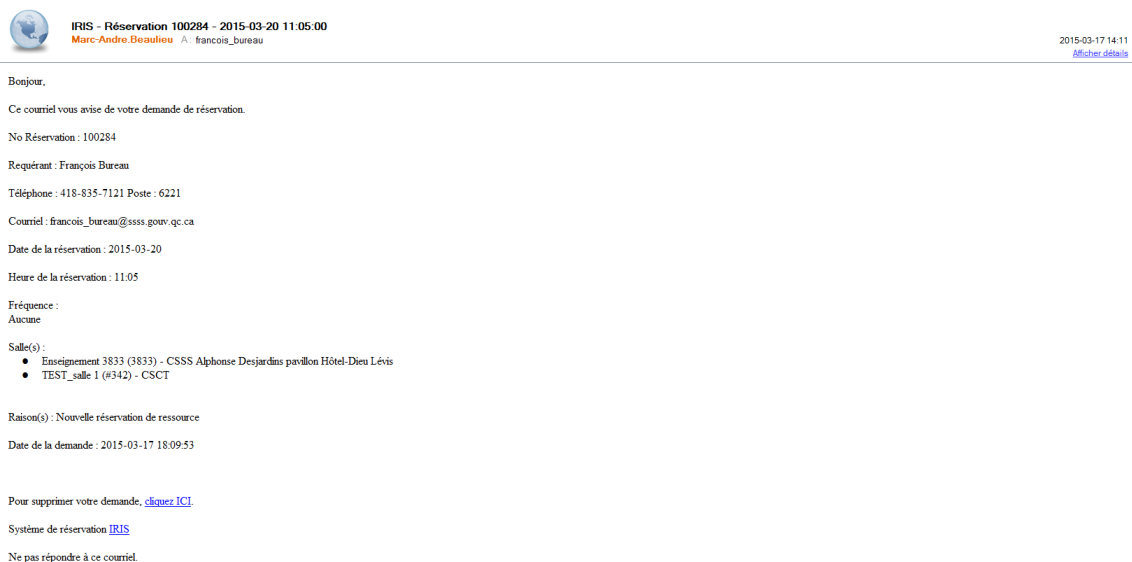 IRIS - Réservation 100284 - 2015-03-20 11:05:00
Marc-Andre.Beaulieu A : francois_bureau
2015-03-17 14:11
Afficher détails
Bonjour,
Ce courriel vous avise de votre demande de réservation.
No Réservation : 100284
Requérant : François Bureau
Téléphone : 418-835-7121 Poste : 6221
Courriel : francois_bureau@ssss.gouv.qc.ca
Date de la réservation : 2015-03-20
Heure de la réservation : 11:05
Fréquence :
Aucune
Salle(s) :
● Enseignement 3833 (3833) - CSSS Alphonse Desjardins pavillon Hôtel-Dieu Lévis
● TEST_salle 1 (#342) - CSCT
Raison(s) : Nouvelle réservation de ressource
Date de la demande : 2015-03-17 18:09:53
Pour supprimer votre demande, cliquez ICI.
Système de réservation IRIS
Ne pas répondre à ce courriel.